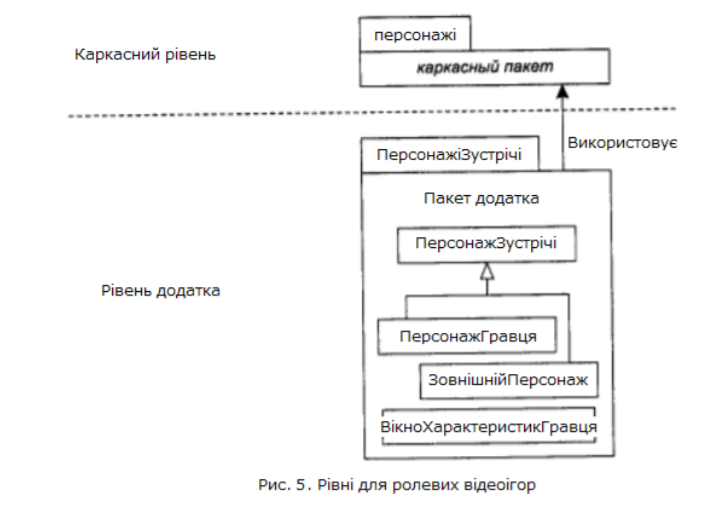 персонажі
Каркасний рівень
каркасный пакет
Використовує
ПерсонажіЗустрічі
Пакет додатка
ПерсонажЗустрічі
Рівень додатка
ПерсонажГравця
ЗовнішнійПерсонаж
ВікноХарактеристикГравця
Рис. 5. Рівні для ролевих відеоігор